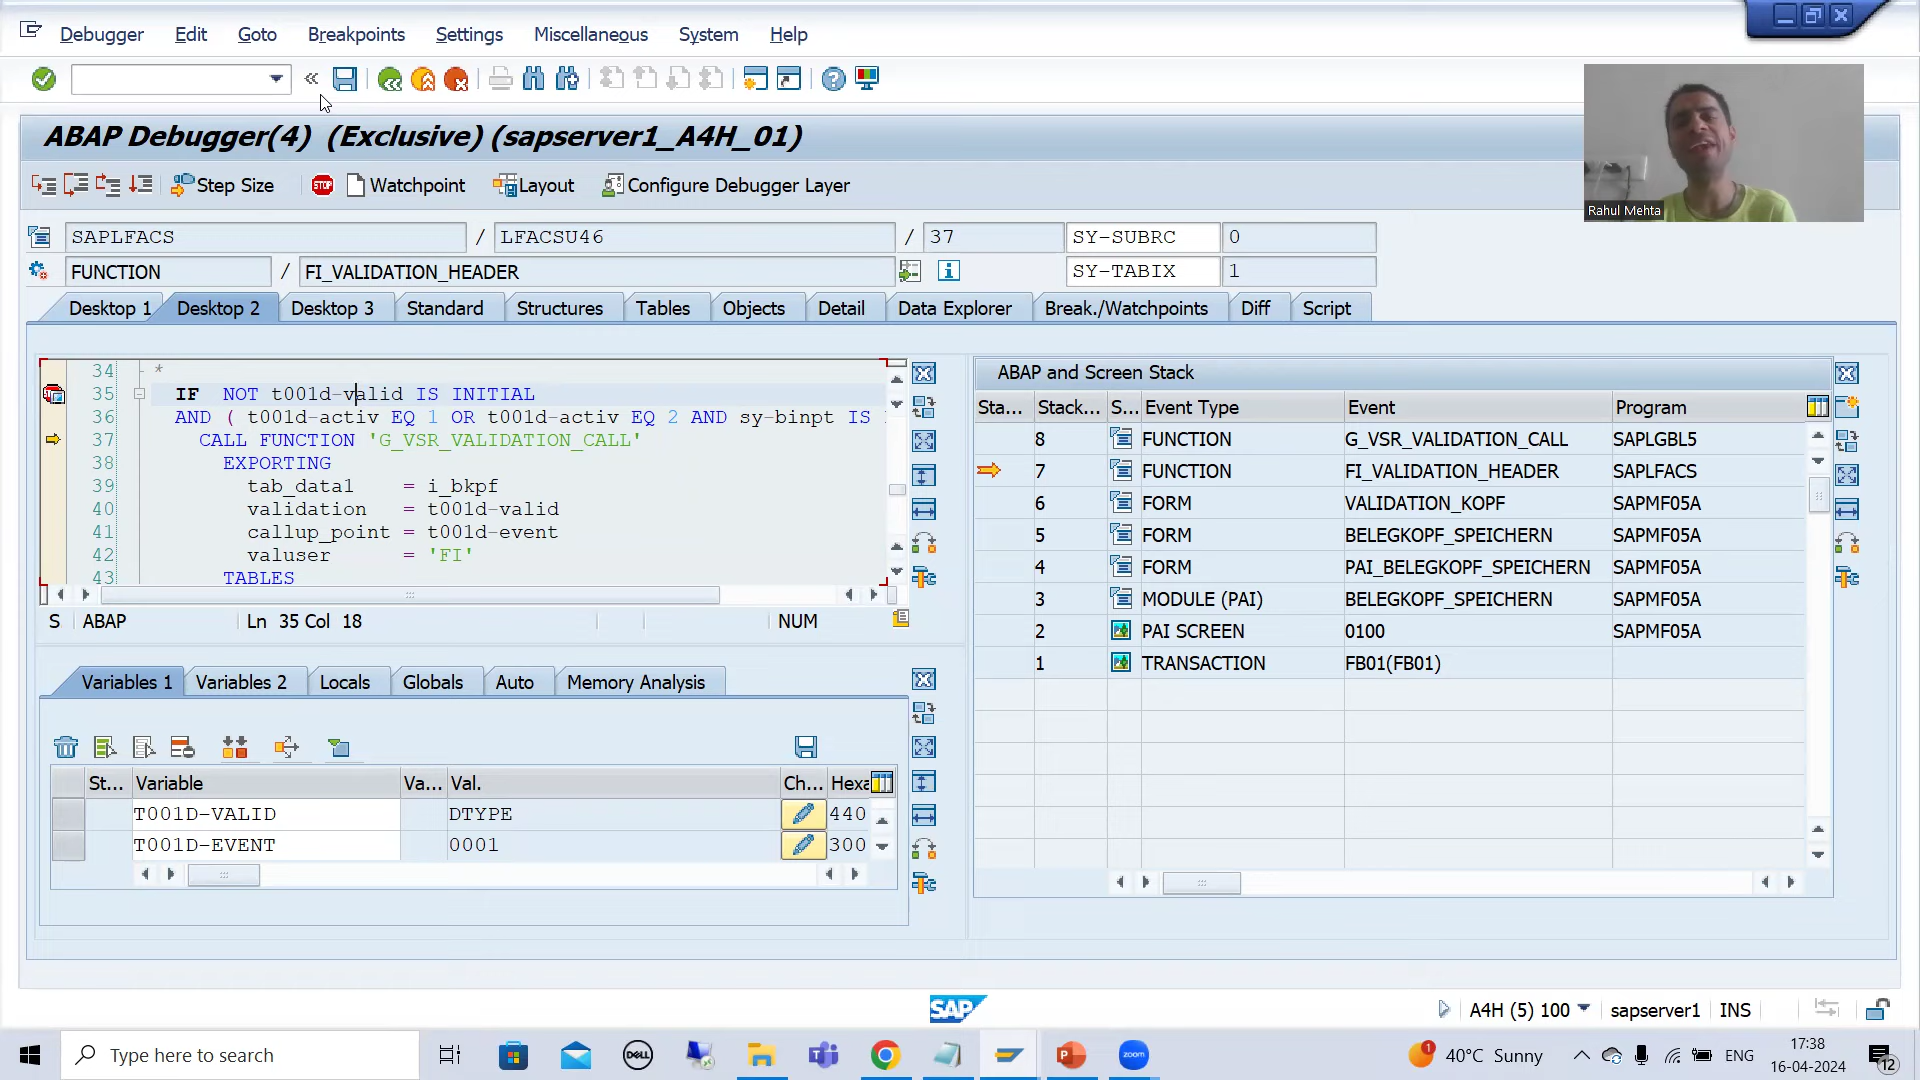 Debugger Edit Goto Breakpoints Settings Miscellaneous System Help
ABAP Debugger(4) (Exclusive) (sapserver1_A4H_01)
Step Size STOP Watchpoint Layout Configure Debugger Layer
Rahul Mehta
SAPLFACS / LFACSU46 / 37 SY-SUBRC 0
FUNCTION / FI_VALIDATION_HEADER SY-TABIX 1
Desktop 1 Desktop 2 Desktop 3 Standard Structures Tables Objects Detail Data Explorer Break./Watchpoints Diff Script
34 *
35 IF NOT t001d-valid IS INITIAL
36 AND ( t001d-activ EQ 1 OR t001d-activ EQ 2 AND sy-binpt IS
37 CALL FUNCTION 'G_VSR_VALIDATION_CALL'
38 EXPORTING
39 tab_data1 = i_bkpf
40 validation = t001d-valid
41 callup_point = t001d-event
42 valuser = 'FI'
43 TABLES
S ABAP Ln 35 Col 18 NUM
Variables 1 Variables 2 Locals Globals Auto Memory Analysis
St... Variable Va... Val. Ch... Hexa
T001D-VALID DTYPE 440
T001D-EVENT 0001 300
ABAP and Screen Stack
Sta... Stack... S... Event Type Event Program
8 FUNCTION G_VSR_VALIDATION_CALL SAPLGBL5
7 FUNCTION FI_VALIDATION_HEADER SAPLFACS
6 FORM VALIDATION_KOPF SAPMF05A
5 FORM BELEGKOPF_SPEICHERN SAPMF05A
4 FORM PAI_BELEGKOPF_SPEICHERN SAPMF05A
3 MODULE (PAI) BELEGKOPF_SPEICHERN SAPMF05A
2 PAI SCREEN 0100 SAPMF05A
1 TRANSACTION FB01(FB01)
SAP A4H (5) 100 sapserver1 INS
Type here to search DELL zoom 1 40°C Sunny ENG 17:38
16-04-2024 12